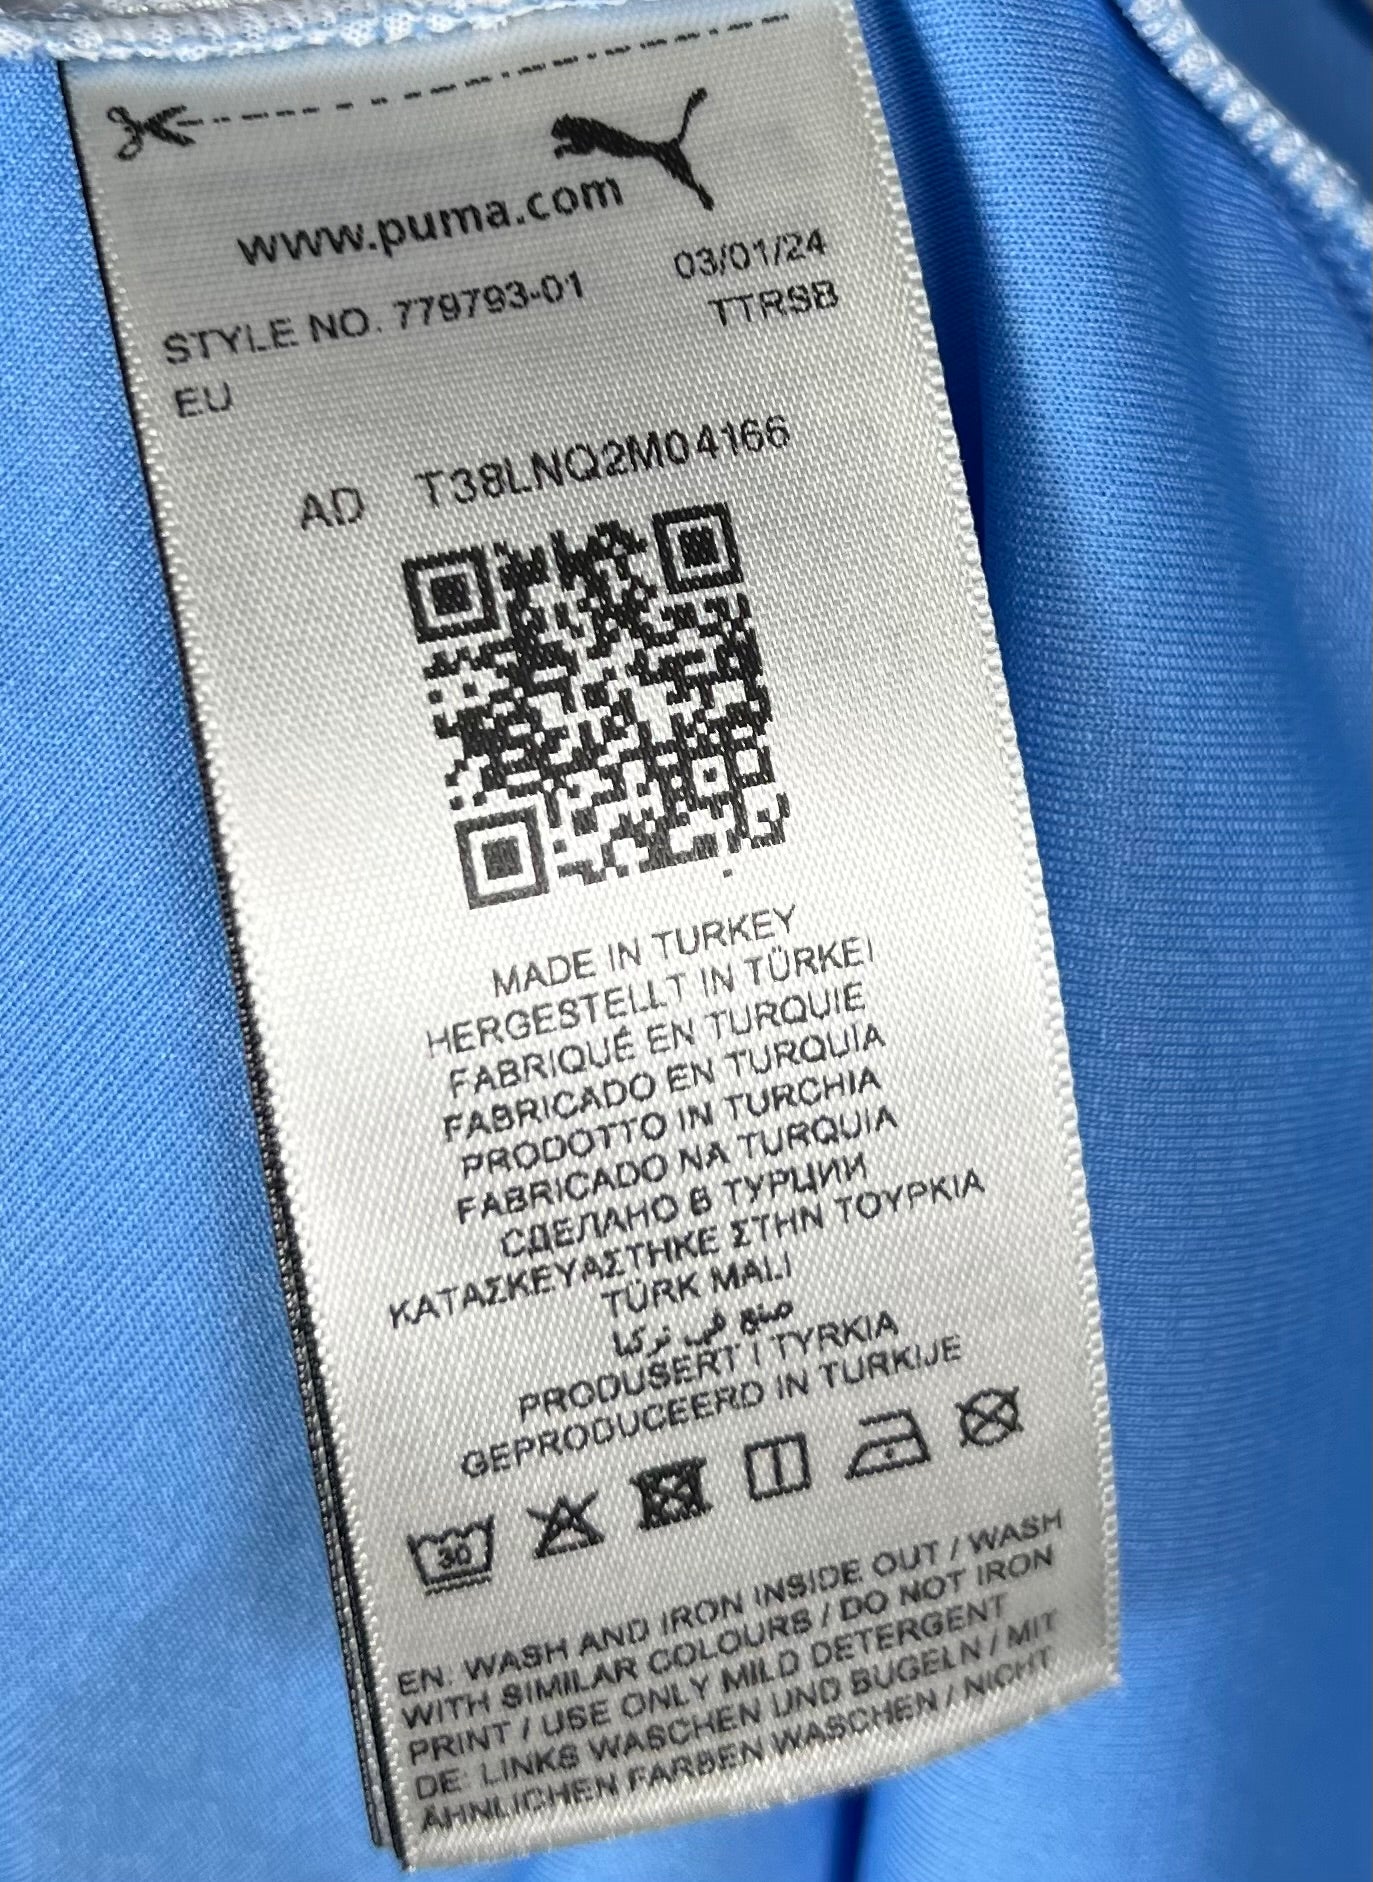 www.puma.com
STYLE NO. 779793-01 03/01/24
EU TTRSB
AD T38LNQ2M04166
MADE IN TURKEY
HERGESTELLT IN TÜRKEI
FABRIQUÉ EN TURQUIE
FABRICADO EN TURQUIA
PRODOTTO IN TURCHIA
FABRICADO NA TURQUIA
СДЕЛАНО В ТУРЦИИ
ΚΑΤΑΣΚΕΥΑΣΤΗΚΕ ΣΤΗΝ ΤΟΥΡΚΙΑ
TÜRK MALI
صنع في تركيا
PRODUSERT I TYRKIA
GEPRODUCEERD IN TURKIJE
30
EN: WASH AND IRON INSIDE OUT / WASH
WITH SIMILAR COLOURS / DO NOT IRON
PRINT / USE ONLY MILD DETERGENT
DE: LINKS WASCHEN UND BUGELN / MIT
ÄHNLICHEN FARBEN WASCHEN / NICHT